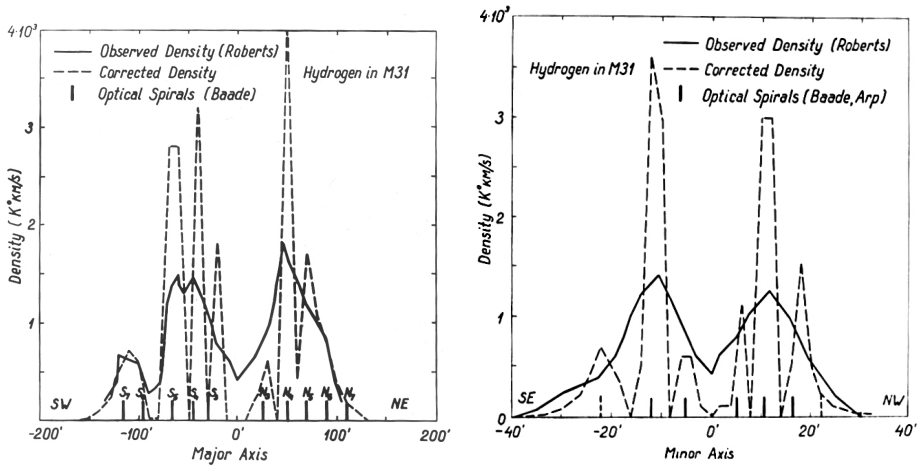 4·10³
Observed Density (Roberts)
Corrected Density
Hydrogen in M31
Optical Spirals (Baade)
3
2
1
Density (K°км/s)
SW
NE
-200'
-100'
0'
100'
200'
Major Axis
4·10³
Observed Density (Roberts)
Hydrogen in M31
Corrected Density
Optical Spirals (Baade, Arp)
3
2
1
0
Density (K°км/s)
SE
NW
-40'
-20'
0'
20'
40'
Minor Axis